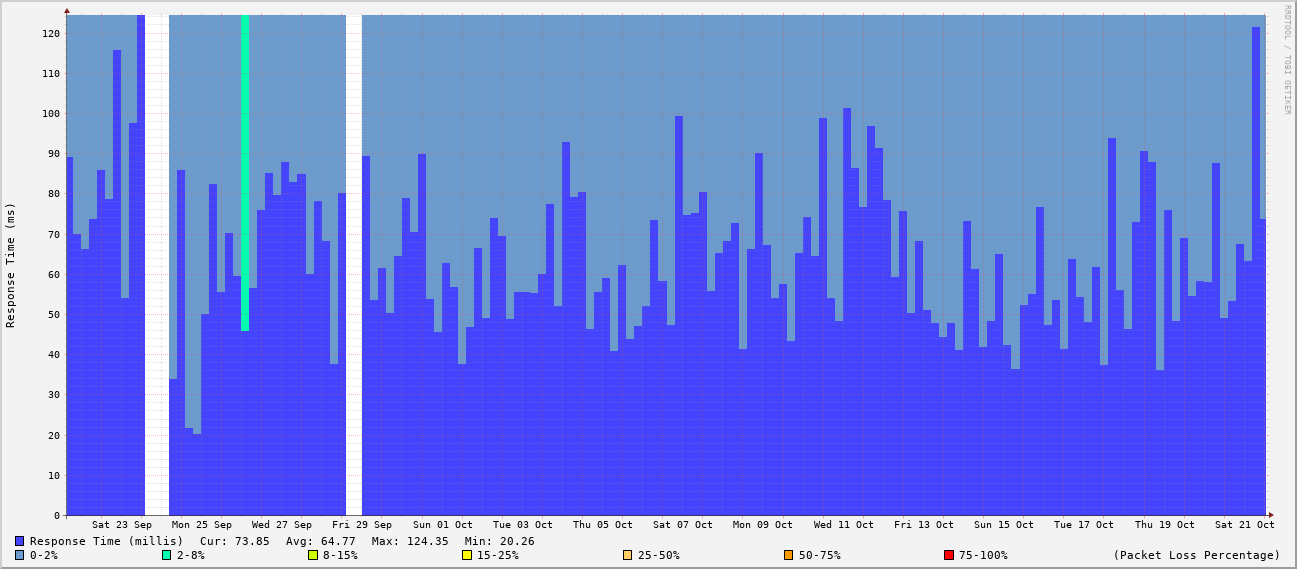 RRDTOOL / TOBI OETIKER
Response Time (ms)
120
110
100
90
80
70
60
50
40
30
20
10
0
Sat 23 Sep Mon 25 Sep Wed 27 Sep Fri 29 Sep Sun 01 Oct Tue 03 Oct Thu 05 Oct Sat 07 Oct Mon 09 Oct Wed 11 Oct Fri 13 Oct Sun 15 Oct Tue 17 Oct Thu 19 Oct Sat 21 Oct
Response Time (millis) Cur: 73.85 Avg: 64.77 Max: 124.35 Min: 20.26
0-2% 2-8% 8-15% 15-25% 25-50% 50-75% 75-100% (Packet Loss Percentage)